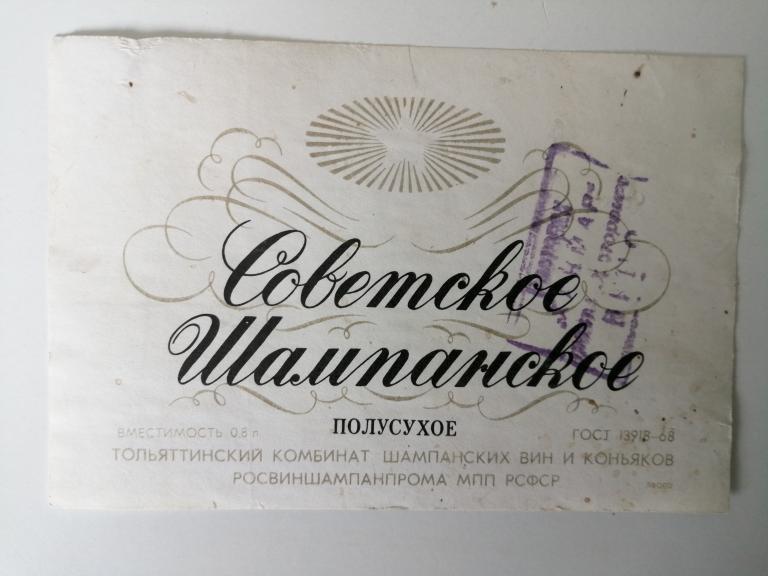 Советское
Шампанское
ПОЛУСУХОЕ
ВМЕСТИМОСТЬ 0,8 л
ГОСТ 13918-68
ТОЛЬЯТТИНСКИЙ КОМБИНАТ ШАМПАНСКИХ ВИН И КОНЬЯКОВ
РОСВИНШАМПАНПРОМА МПП РСФСР